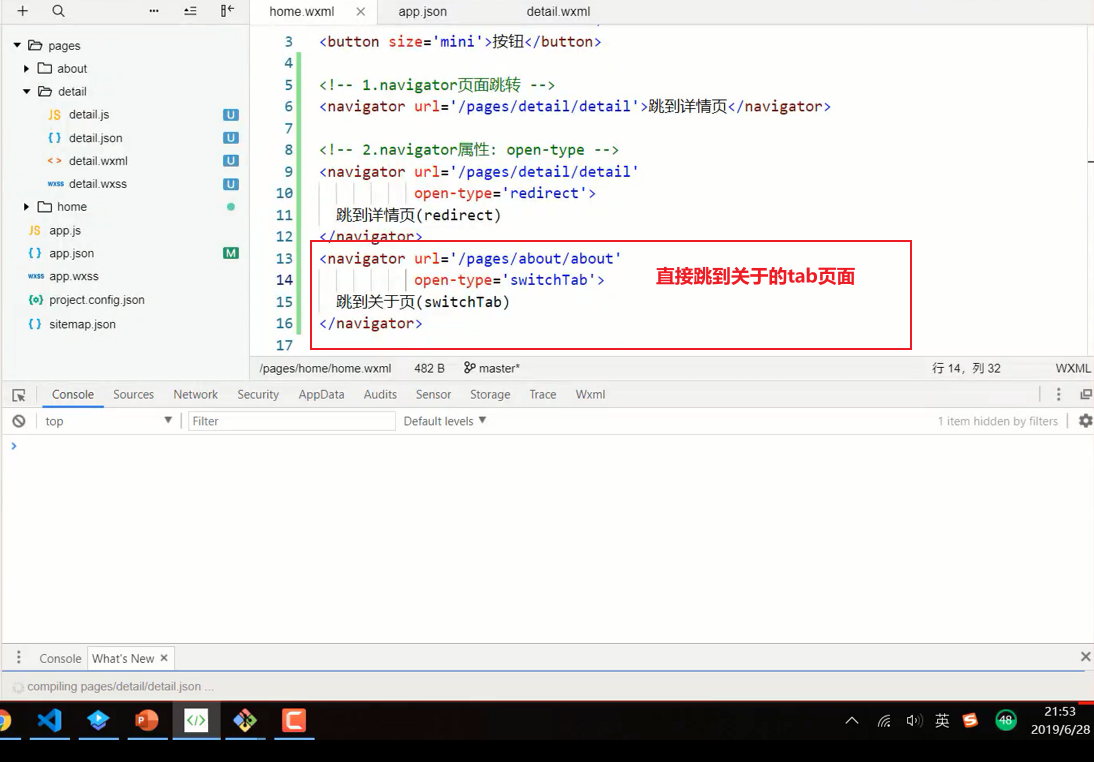 home.wxml
app.json
detail.wxml
pages
about
detail
JS detail.js U
{ } detail.json U
<> detail.wxml U
wxss detail.wxss U
home
JS app.js
{ } app.json M
wxss app.wxss
{o} project.config.json
{ } sitemap.json
3 <button size='mini'>按钮</button>
4
5 <!-- 1.navigator页面跳转 -->
6 <navigator url='/pages/detail/detail'>跳到详情页</navigator>
7
8 <!-- 2.navigator属性: open-type -->
9 <navigator url='/pages/detail/detail'
10 open-type='redirect'>
11 跳到详情页(redirect)
12 </navigator>
13 <navigator url='/pages/about/about'
14 open-type='switchTab'>
15 跳到关于页(switchTab)
16 </navigator>
17
直接跳到关于的tab页面
/pages/home/home.wxml 482 B master* 行 14, 列 32 WXML
Console Sources Network Security AppData Audits Sensor Storage Trace Wxml
top Filter Default levels 1 item hidden by filters
Console What's New
compiling pages/detail/detail.json ...
英 48 21:53
2019/6/28